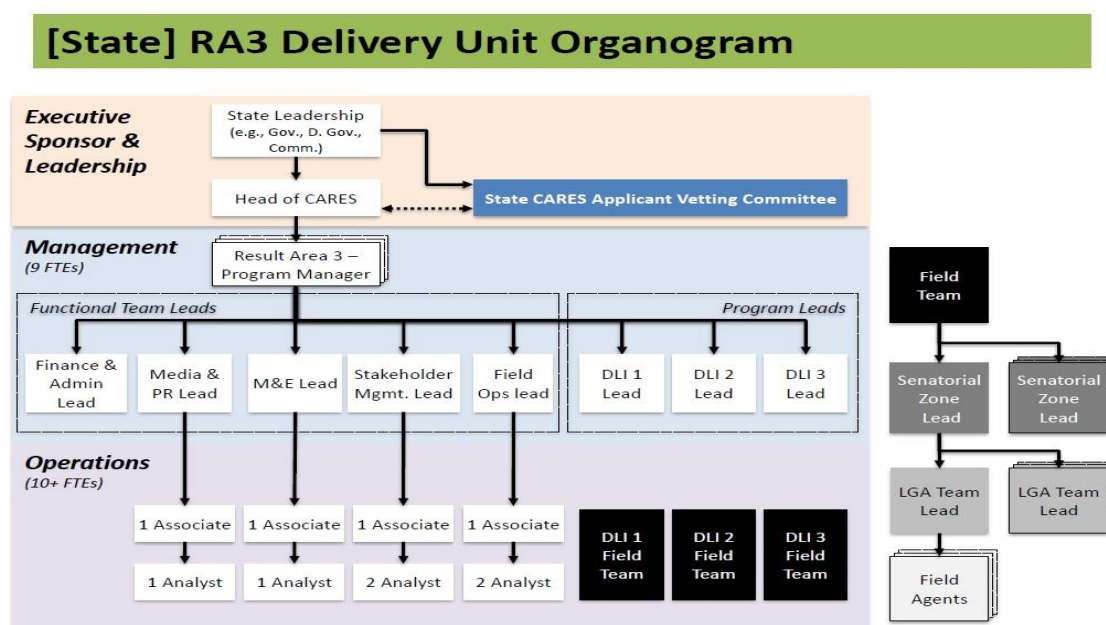 [State] RA3 Delivery Unit Organogram
Executive
Sponsor &
Leadership
State Leadership
(e.g., Gov., D. Gov.,
Comm.)
Head of CARES
State CARES Applicant Vetting Committee
Management
(9 FTEs)
Result Area 3 –
Program Manager
Functional Team Leads
Program Leads
Finance &
Admin
Lead
Media &
PR Lead
M&E Lead
Stakeholder
Mgmt. Lead
Field
Ops lead
DLI 1
Lead
DLI 2
Lead
DLI 3
Lead
Operations
(10+ FTEs)
1 Associate
1 Associate
1 Associate
1 Associate
1 Analyst
1 Analyst
2 Analyst
2 Analyst
DLI 1
Field
Team
DLI 2
Field
Team
DLI 3
Field
Team
Field
Team
Senatorial
Zone
Lead
Senatorial
Zone
Lead
LGA Team
Lead
LGA Team
Lead
Field
Agents